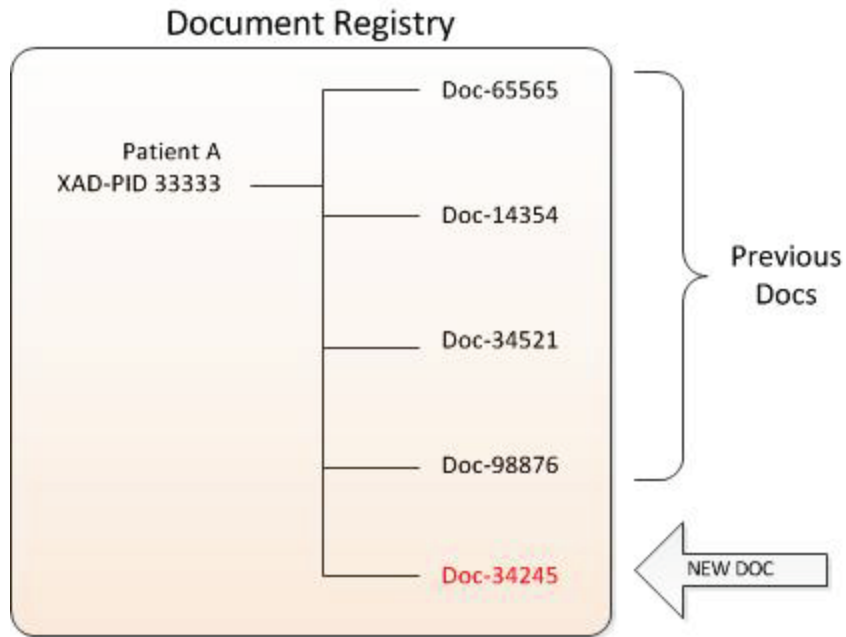 Document Registry
Doc-65565
Patient A
XAD-PID 33333
Doc-14354
Previous
Docs
Doc-34521
Doc-98876
Doc-34245
NEW DOC